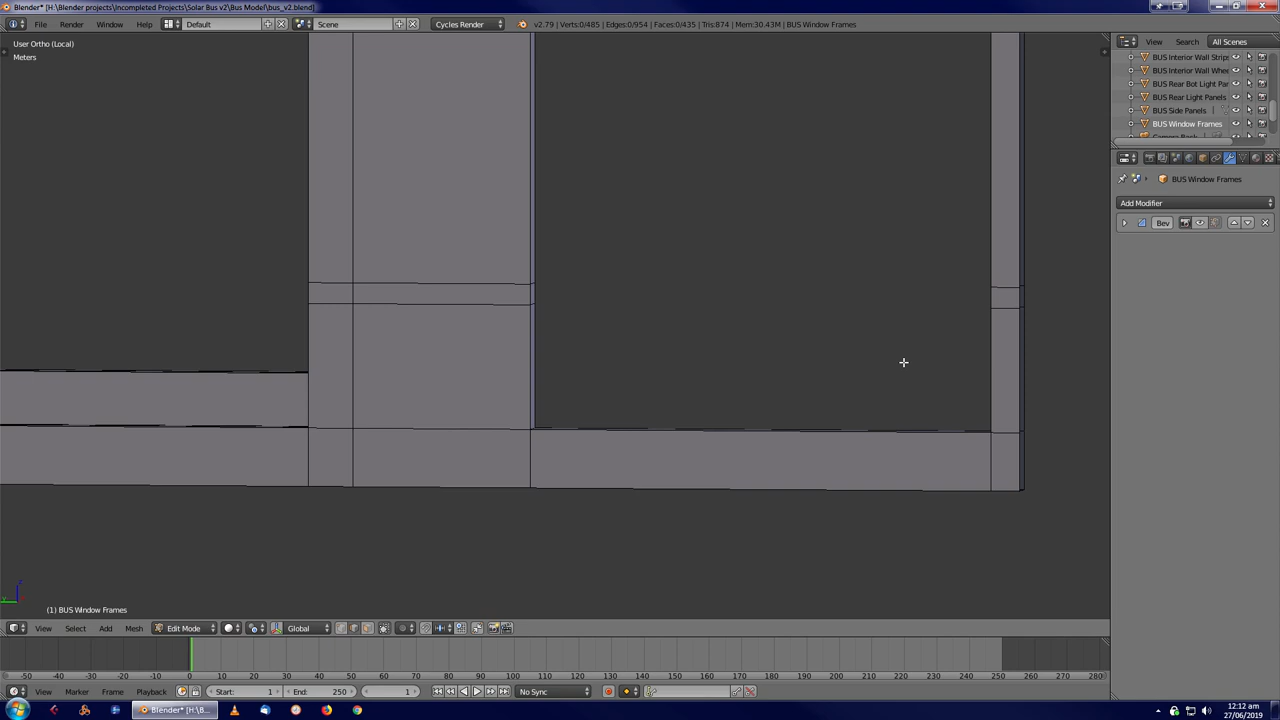 Blender* [H:\Blender projects\Incompleted Projects\Solar Bus v2\Bus Model\bus_v2.blend]
File Render Window Help Default Scene Cycles Render v2.79 | Verts:0/485 | Edges:0/954 | Faces:0/435 | Tris:874 | Mem:30.43M | BUS Window Frames
View Search All Scenes
User Ortho (Local)
Meters
BUS Interior Wall Strips
BUS Interior Wall Whee
BUS Rear Bot Light Par
BUS Rear Light Panels
BUS Side Panels
BUS Window Frames
BUS Window Frames
Add Modifier
Bev
(1) BUS Window Frames
View Select Add Mesh Edit Mode Global
-50 -40 -30 -20 -10 0 10 20 30 40 50 60 70 80 90 100 110 120 130 140 150 160 170 180 190 200 210 220 230 240 250 260 270 280
View Marker Frame Playback Start: 1 End: 250 1 No Sync
Blender* [H:\B...
12:12 am
27/06/2019